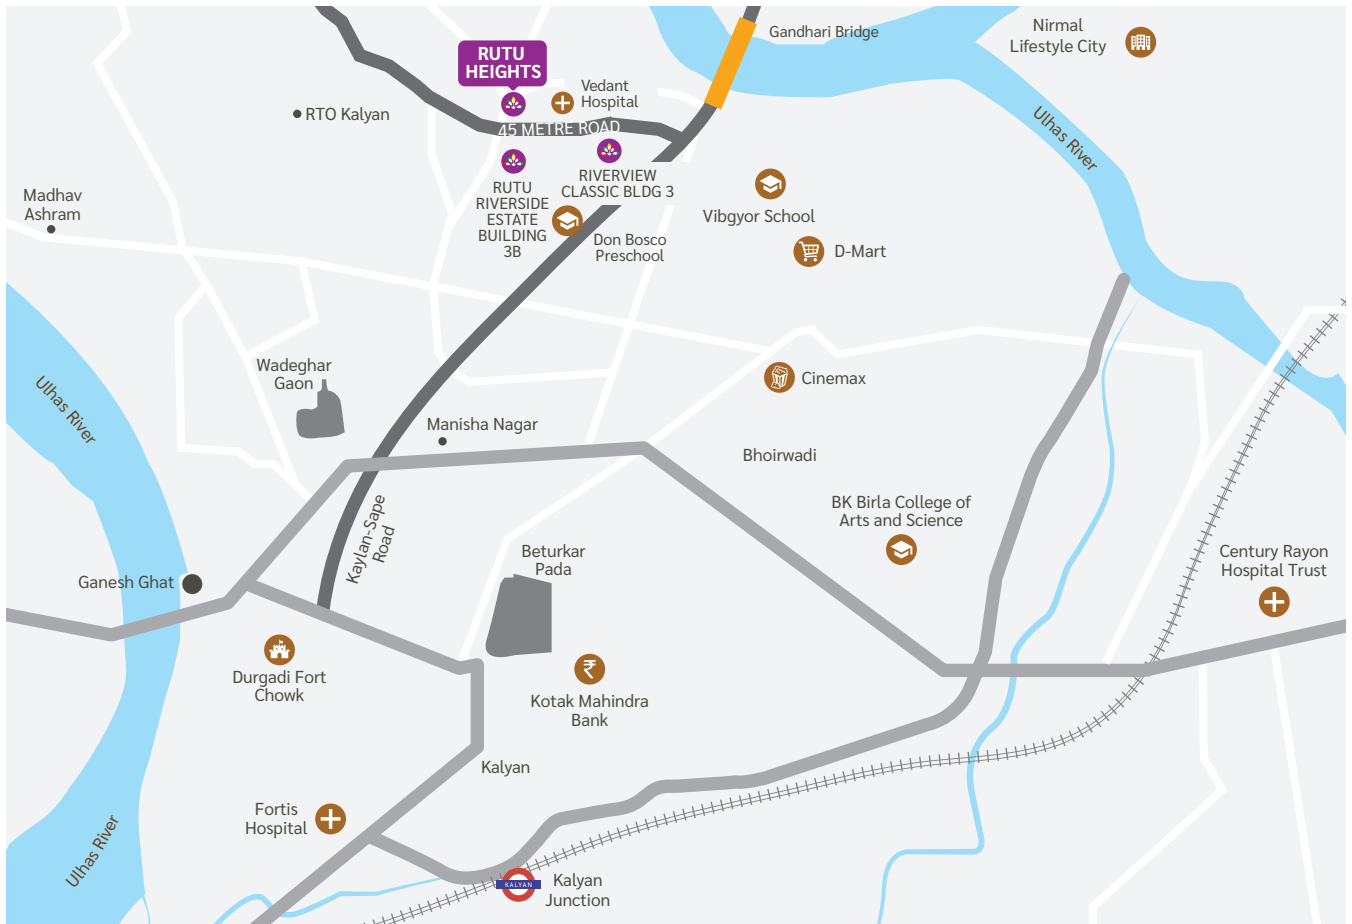 Gandhari Bridge
Nirmal
Lifestyle City
RUTU
HEIGHTS
Vedant
Hospital
RTO Kalyan
45 METRE ROAD
Ulhas River
RIVERVIEW
CLASSIC BLDG 3
RUTU
RIVERSIDE
ESTATE
BUILDING
3B
Madhav
Ashram
Vibgyor School
Don Bosco
Preschool
D-Mart
Wadeghar
Gaon
Cinemax
Ulhas River
Manisha Nagar
Bhoirwadi
BK Birla College of
Arts and Science
Kaylan-Sape
Road
Beturkar
Pada
Century Rayon
Hospital Trust
Ganesh Ghat
Durgadi Fort
Chowk
₹
Kotak Mahindra
Bank
Kalyan
Fortis
Hospital
Ulhas River
KALYAN
Kalyan
Junction